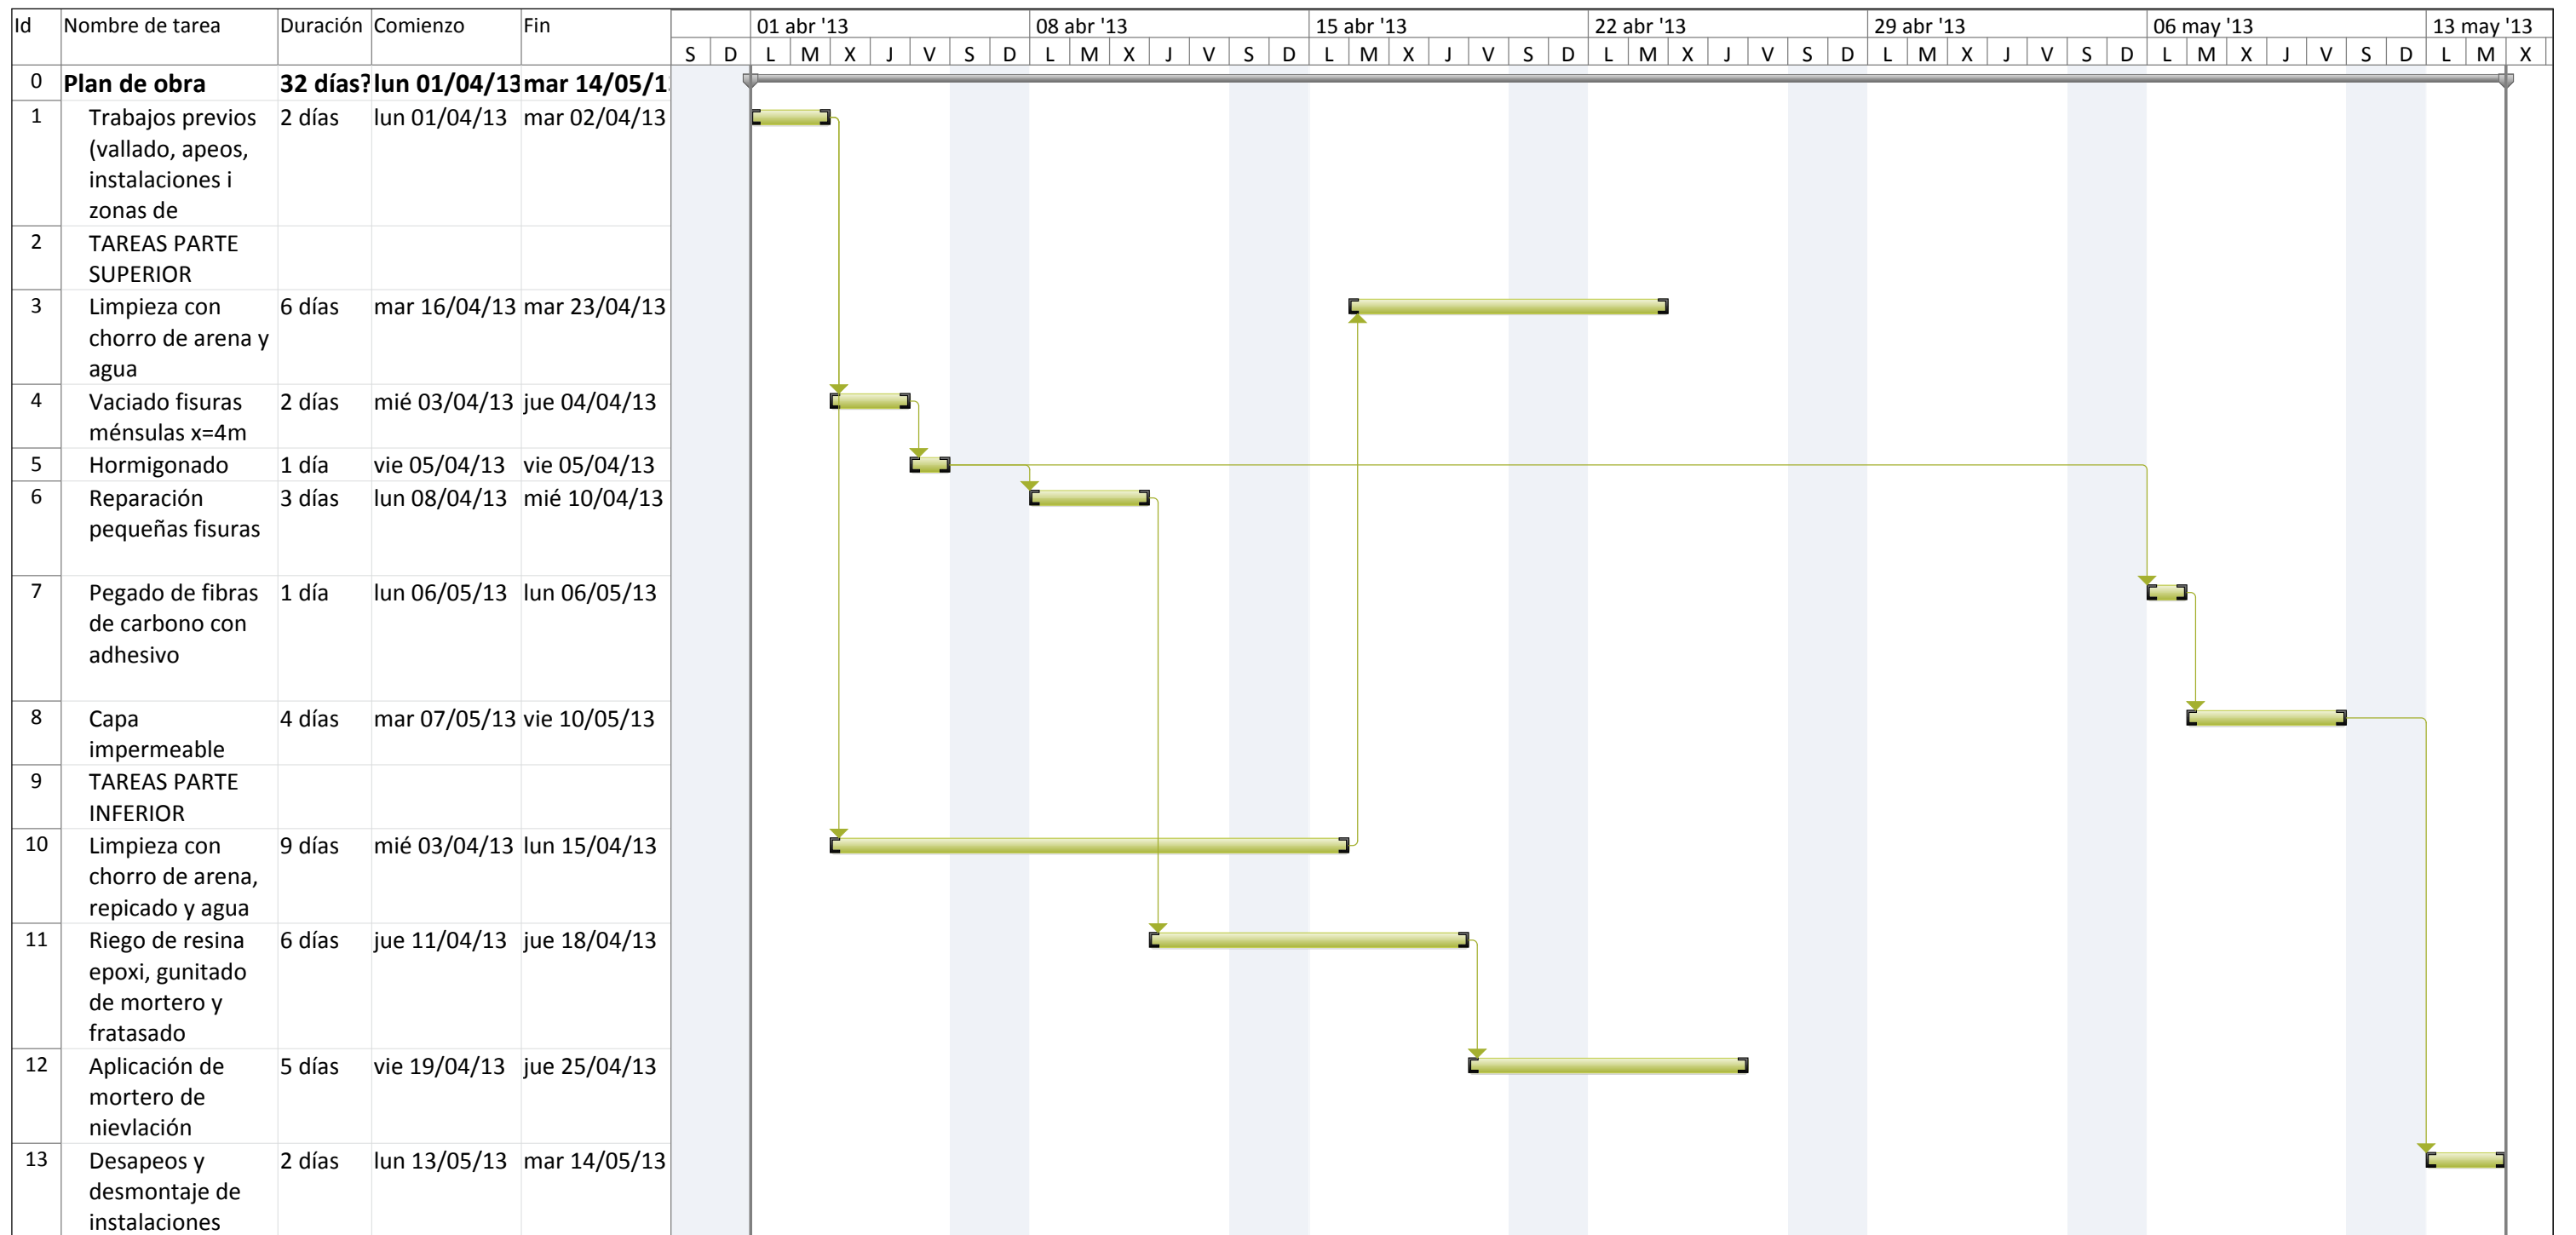 Id Nombre de tarea Duración Comienzo Fin 01 abr '13 08 abr '13 15 abr '13 22 abr '13 29 abr '13 06 may '13 13 may '13
S D L M X J V S D L M X J V S D L M X J V S D L M X J V S D L M X J V S D L M X J V S D L M X
0 Plan de obra 32 días? lun 01/04/13 mar 14/05/1
1 Trabajos previos 2 días lun 01/04/13 mar 02/04/13
(vallado, apeos,
instalaciones i
zonas de
2 TAREAS PARTE
SUPERIOR
3 Limpieza con 6 días mar 16/04/13 mar 23/04/13
chorro de arena y
agua
4 Vaciado fisuras 2 días mié 03/04/13 jue 04/04/13
ménsulas x=4m
5 Hormigonado 1 día vie 05/04/13 vie 05/04/13
6 Reparación 3 días lun 08/04/13 mié 10/04/13
pequeñas fisuras
7 Pegado de fibras 1 día lun 06/05/13 lun 06/05/13
de carbono con
adhesivo
8 Capa 4 días mar 07/05/13 vie 10/05/13
impermeable
9 TAREAS PARTE
INFERIOR
10 Limpieza con 9 días mié 03/04/13 lun 15/04/13
chorro de arena,
repicado y agua
11 Riego de resina 6 días jue 11/04/13 jue 18/04/13
epoxi, gunitado
de mortero y
fratasado
12 Aplicación de 5 días vie 19/04/13 jue 25/04/13
mortero de
nievlación
13 Desapeos y 2 días lun 13/05/13 mar 14/05/13
desmontaje de
instalaciones